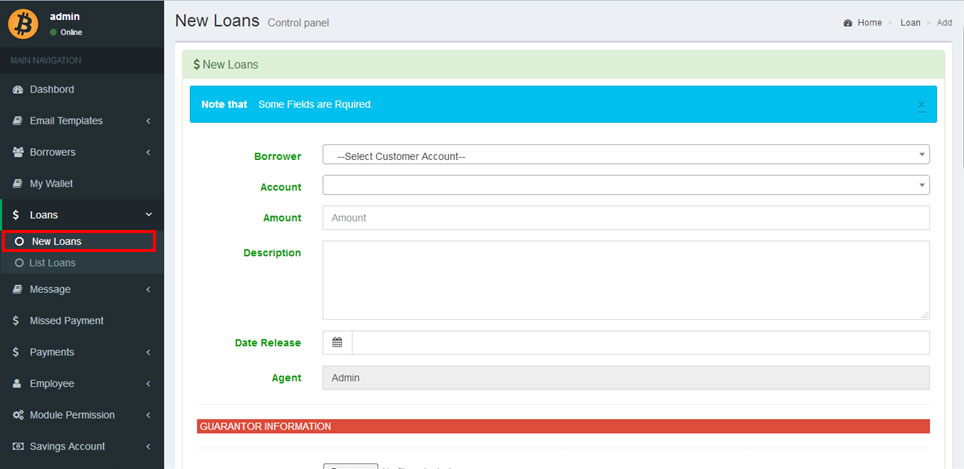 admin
Online
MAIN NAVIGATION
Dashbord
Email Templates
Borrowers
My Wallet
$ Loans
New Loans
List Loans
Message
$ Missed Payment
$ Payments
Employee
Module Permission
Savings Account
New Loans Control panel
Home > Loan > Add
$ New Loans
Note that Some Fields are Rquired. ×
Borrower --Select Customer Account--
Account
Amount Amount
Description
Date Release
Agent Admin
GUARANTOR INFORMATION